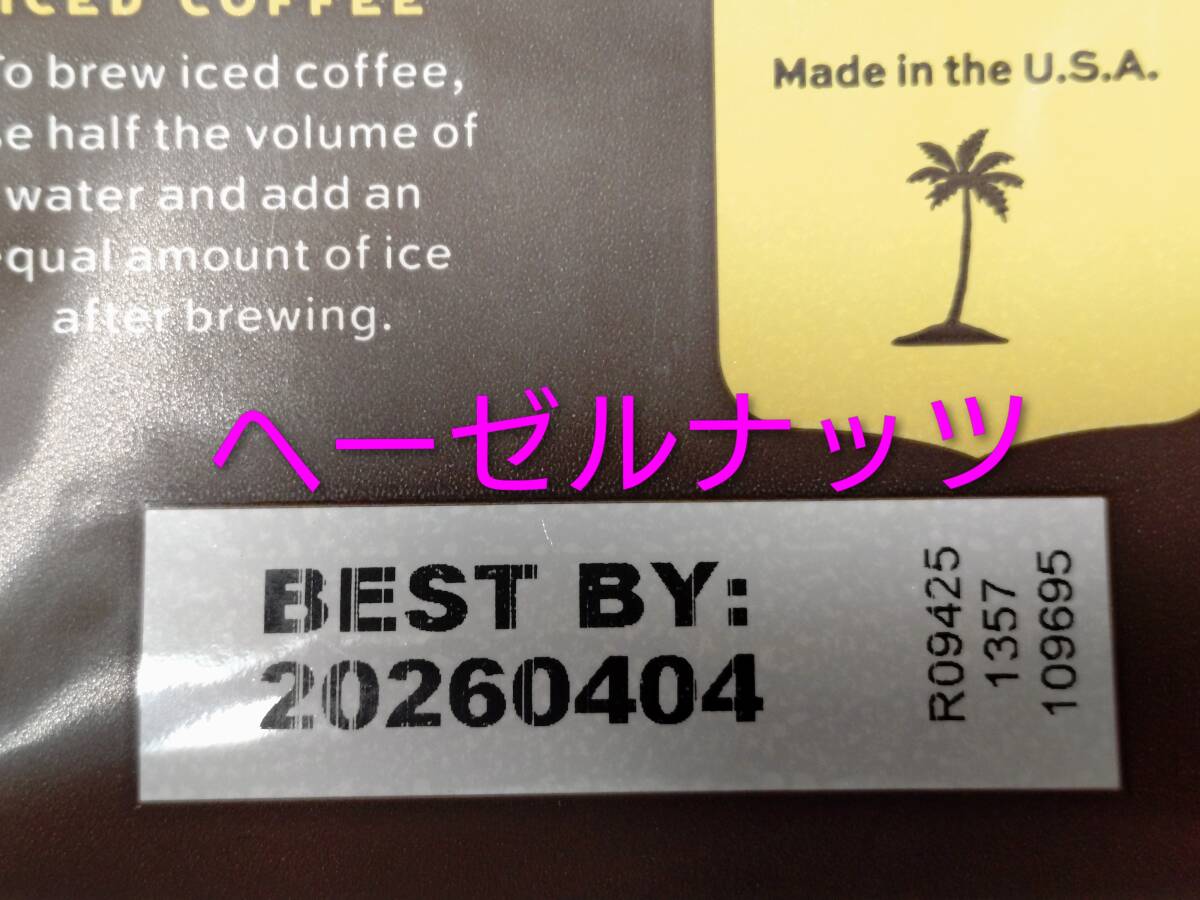 ICED COFFEE
To brew iced coffee,
half the volume of
water and add an
equal amount of ice
after brewing.
Made in the U.S.A.
ヘーゼルナッツ
BEST BY:
20260404
R09425
1357
109695